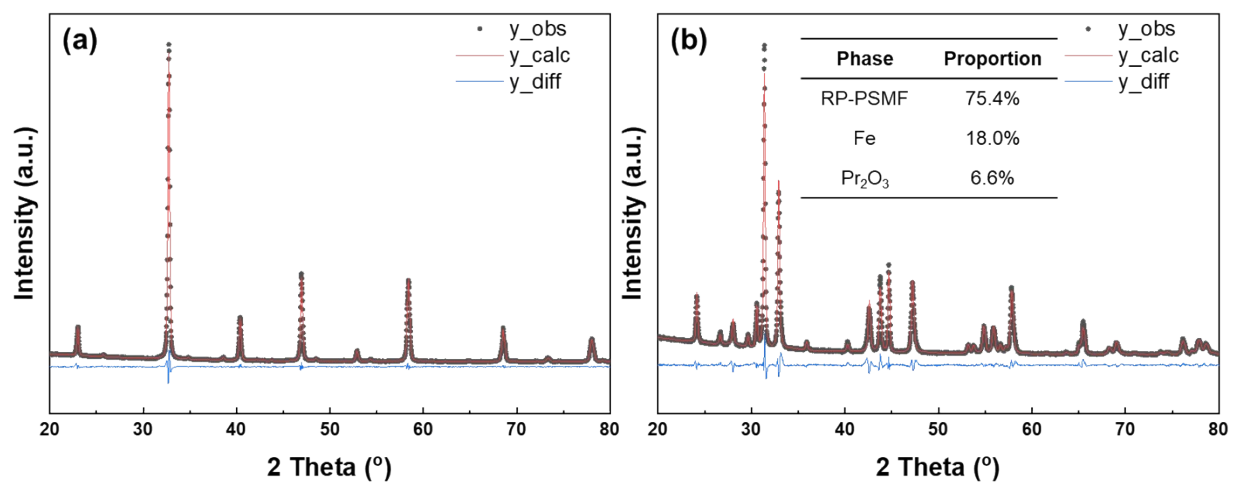 (a)
y_obs
y_calc
y_diff
Intensity (a.u.)
20 30 40 50 60 70 80
2 Theta (º)
(b)
y_obs
y_calc
y_diff
Phase Proportion
RP-PSMF 75.4%
Fe 18.0%
Pr₂O₃ 6.6%
Intensity (a.u.)
20 30 40 50 60 70 80
2 Theta (º)